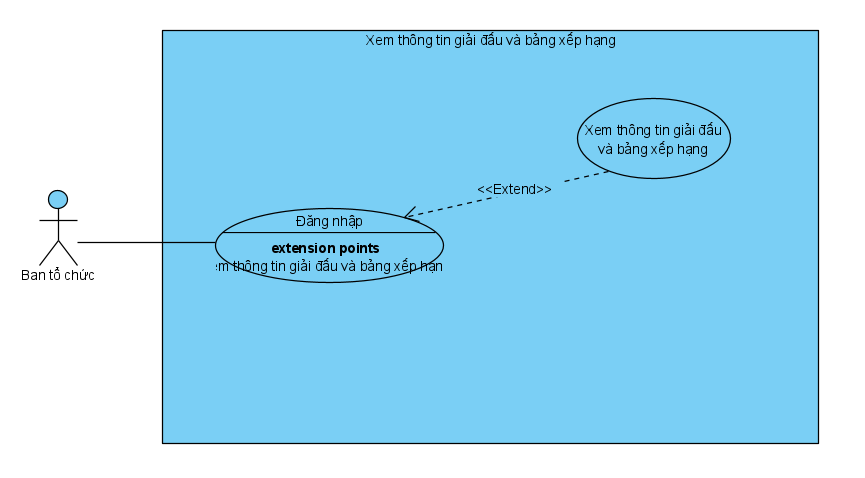 Xem thông tin giải đấu và bảng xếp hạng
Xem thông tin giải đấu
và bảng xếp hạng
<<Extend>>
Đăng nhập
extension points
thông tin giải đấu và bảng xếp
Ban tổ chức